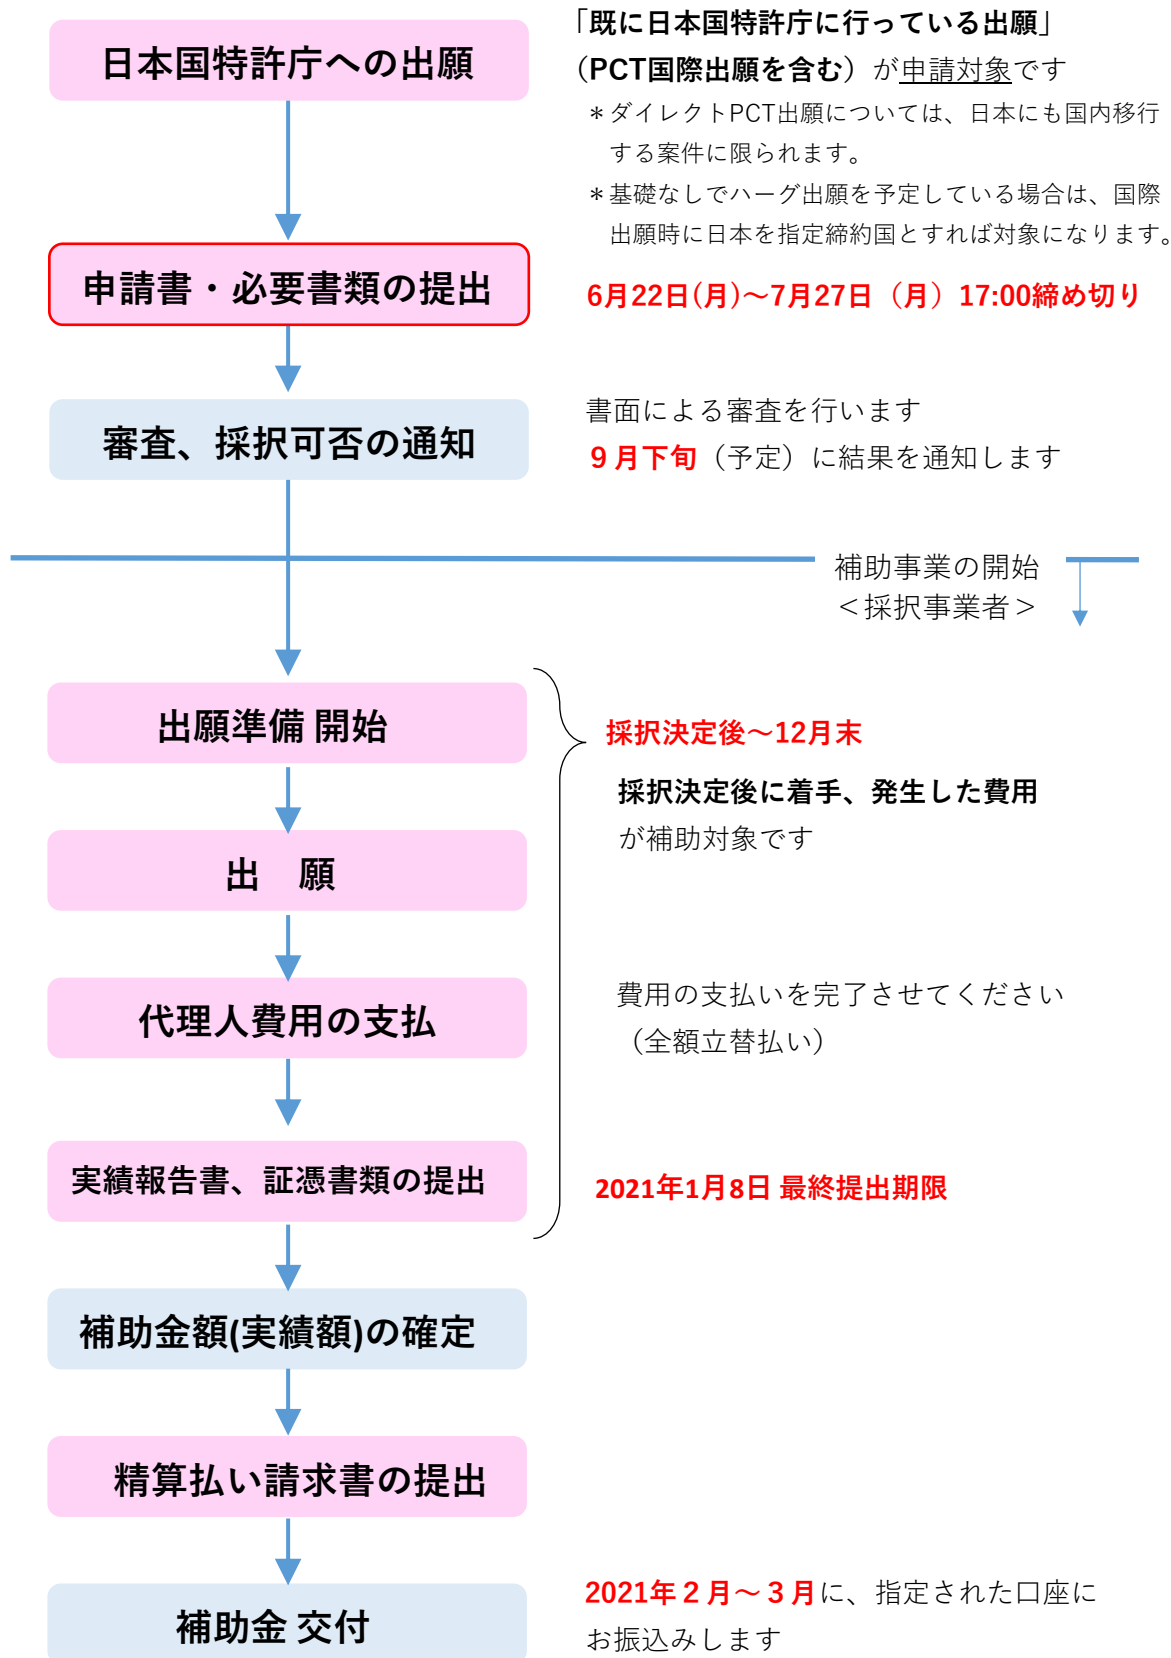 日本国特許庁への出願
「既に日本国特許庁に行っている出願」
（PCT国際出願を含む）が申請対象です
＊ダイレクトPCT出願については、日本にも国内移行
する案件に限られます。
＊基礎なしでハーグ出願を予定している場合は、国際
出願時に日本を指定締約国とすれば対象になります。
申請書・必要書類の提出
6月22日(月)～7月27日（月）17:00締め切り
審査、採択可否の通知
書面による審査を行います
９月下旬（予定）に結果を通知します
補助事業の開始
＜採択事業者＞
出願準備 開始
採択決定後～12月末
採択決定後に着手、発生した費用
が補助対象です
出　願
代理人費用の支払
費用の支払いを完了させてください
（全額立替払い）
実績報告書、証憑書類の提出
2021年1月8日 最終提出期限
補助金額(実績額)の確定
精算払い請求書の提出
補助金 交付
2021年２月～３月に、指定された口座に
お振込みします